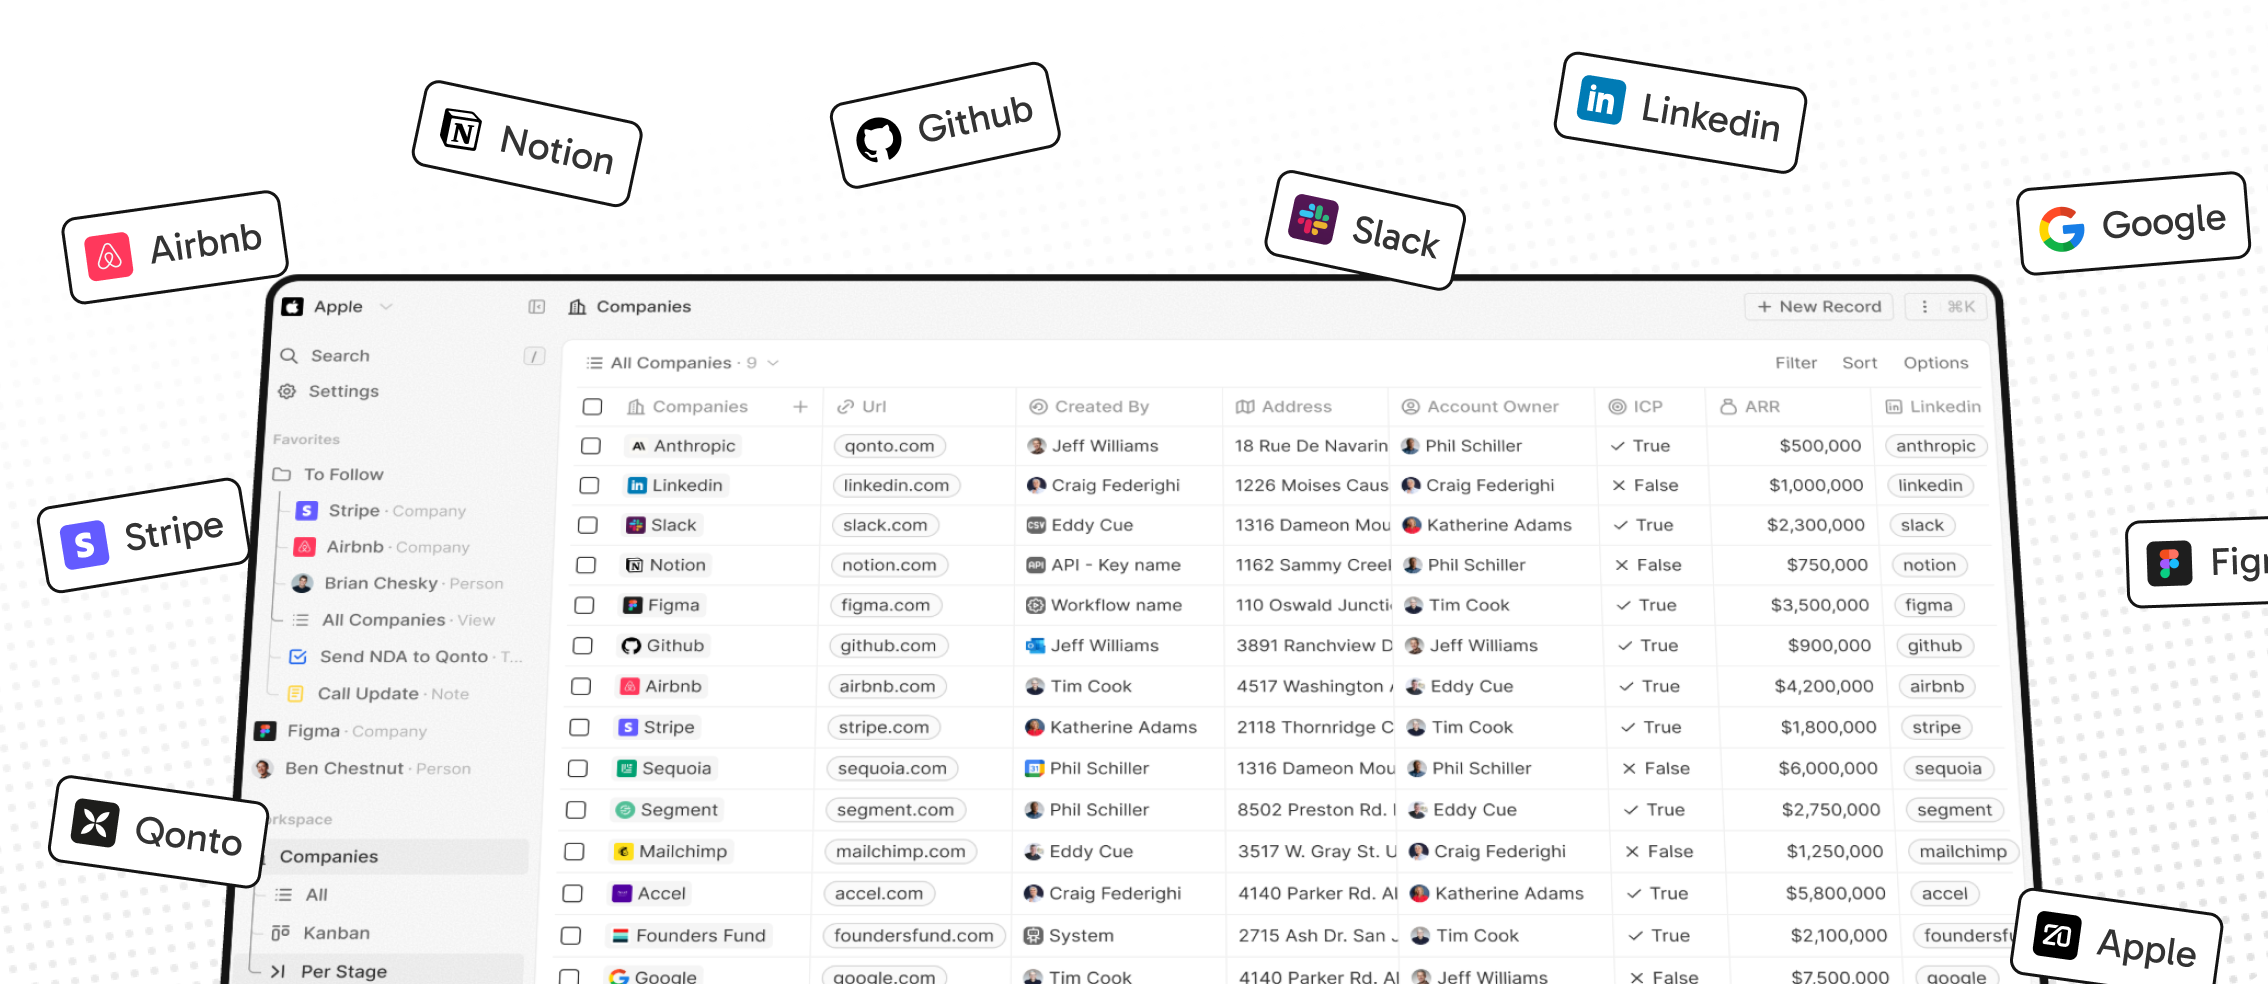 Notion
Github
Linkedin
Slack
Airbnb
Google
Stripe
Qonto
Apple
Apple
Search /
Settings
Favorites
To Follow
Stripe · Company
Airbnb · Company
Brian Chesky · Person
All Companies · View
Send NDA to Qonto · T...
Call Update · Note
Figma · Company
Ben Chestnut · Person
rkspace
Companies
All
Kanban
Per Stage
Companies
+ New Record ⌘K
All Companies · 9 Filter Sort Options
Companies + Url Created By Address Account Owner ICP ARR Linkedin
Anthropic qonto.com Jeff Williams 18 Rue De Navarin Phil Schiller True $500,000 anthropic
Linkedin linkedin.com Craig Federighi 1226 Moises Caus Craig Federighi False $1,000,000 linkedin
Slack slack.com CSV Eddy Cue 1316 Dameon Mou Katherine Adams True $2,300,000 slack
Notion notion.com API API - Key name 1162 Sammy Creek Phil Schiller False $750,000 notion
Figma figma.com Workflow name 110 Oswald Juncti Tim Cook True $3,500,000 figma
Github github.com Jeff Williams 3891 Ranchview D Jeff Williams True $900,000 github
Airbnb airbnb.com Tim Cook 4517 Washington Eddy Cue True $4,200,000 airbnb
Stripe stripe.com Katherine Adams 2118 Thornridge C Tim Cook True $1,800,000 stripe
Sequoia sequoia.com 31 Phil Schiller 1316 Dameon Mou Phil Schiller False $6,000,000 sequoia
Segment segment.com Phil Schiller 8502 Preston Rd. Eddy Cue True $2,750,000 segment
Mailchimp mailchimp.com Eddy Cue 3517 W. Gray St. U Craig Federighi False $1,250,000 mailchimp
Accel accel.com Craig Federighi 4140 Parker Rd. Al Katherine Adams True $5,800,000 accel
Founders Fund foundersfund.com System 2715 Ash Dr. San Tim Cook True $2,100,000 foundersfu
Google google.com Tim Cook 4140 Parker Rd. Al Jeff Williams False $7,500,000 google